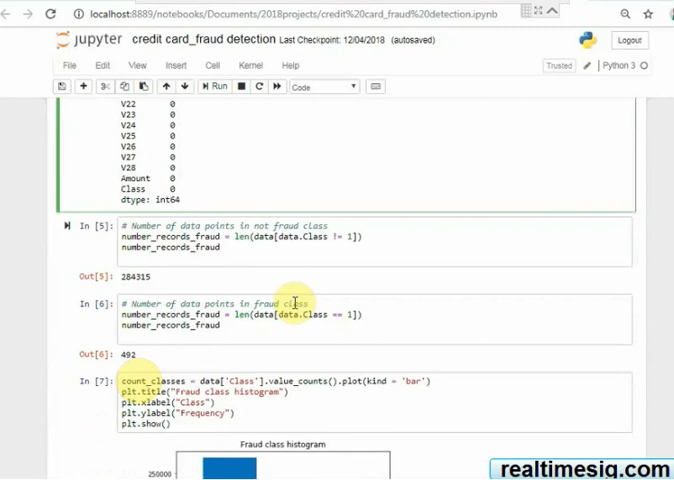 localhost:8889/notebooks/Documents/2018projects/credit%20card_fraud%20detection.ipynb
jupyter credit card_fraud detection Last Checkpoint: 12/04/2018 (autosaved)
Logout
File Edit View Insert Cell Kernel Help
Trusted Python 3
Run Code
V22 0
V23 0
V24 0
V25 0
V26 0
V27 0
V28 0
Amount 0
Class 0
dtype: int64
In [5]: # Number of data points in not fraud class
number_records_fraud = len(data[data.Class != 1])
number_records_fraud
Out[5]: 284315
In [6]: # Number of data points in fraud class
number_records_fraud = len(data[data.Class == 1])
number_records_fraud
Out[6]: 492
In [7]: count_classes = data['Class'].value_counts().plot(kind = 'bar')
plt.title("Fraud class histogram")
plt.xlabel("Class")
plt.ylabel("Frequency")
plt.show()
Fraud class histogram
250000
realtimesig.com